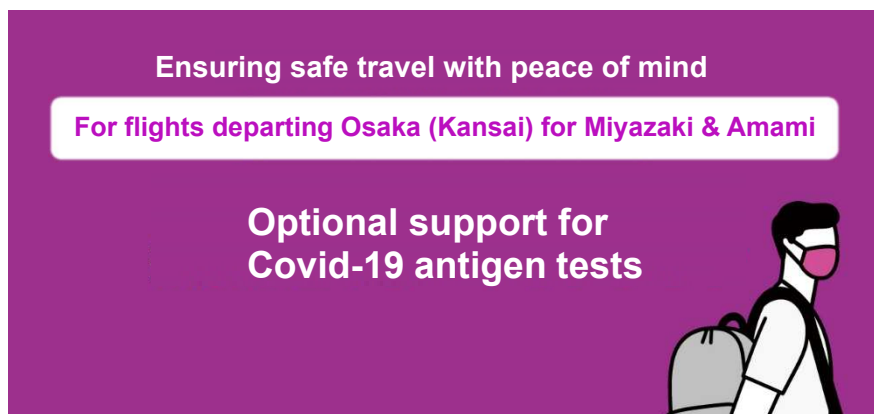 Ensuring safe travel with peace of mind
For flights departing Osaka (Kansai) for Miyazaki & Amami
Optional support for
Covid-19 antigen tests